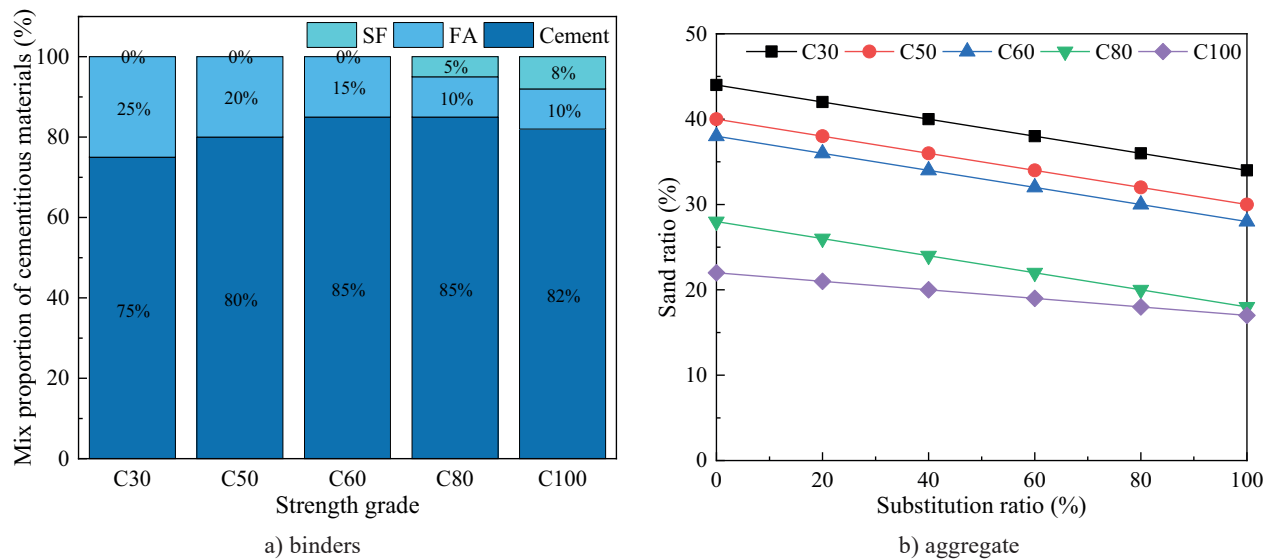 SF FA Cement
Mix proportion of cementitious materials (%)
100
80
60
40
20
0
0% 0% 0% 5% 8%
25% 20% 15% 10% 10%
75% 80% 85% 85% 82%
C30 C50 C60 C80 C100
Strength grade
a) binders
C30 C50 C60 C80 C100
Sand ratio (%)
50
40
30
20
10
0
0 20 40 60 80 100
Substitution ratio (%)
b) aggregate